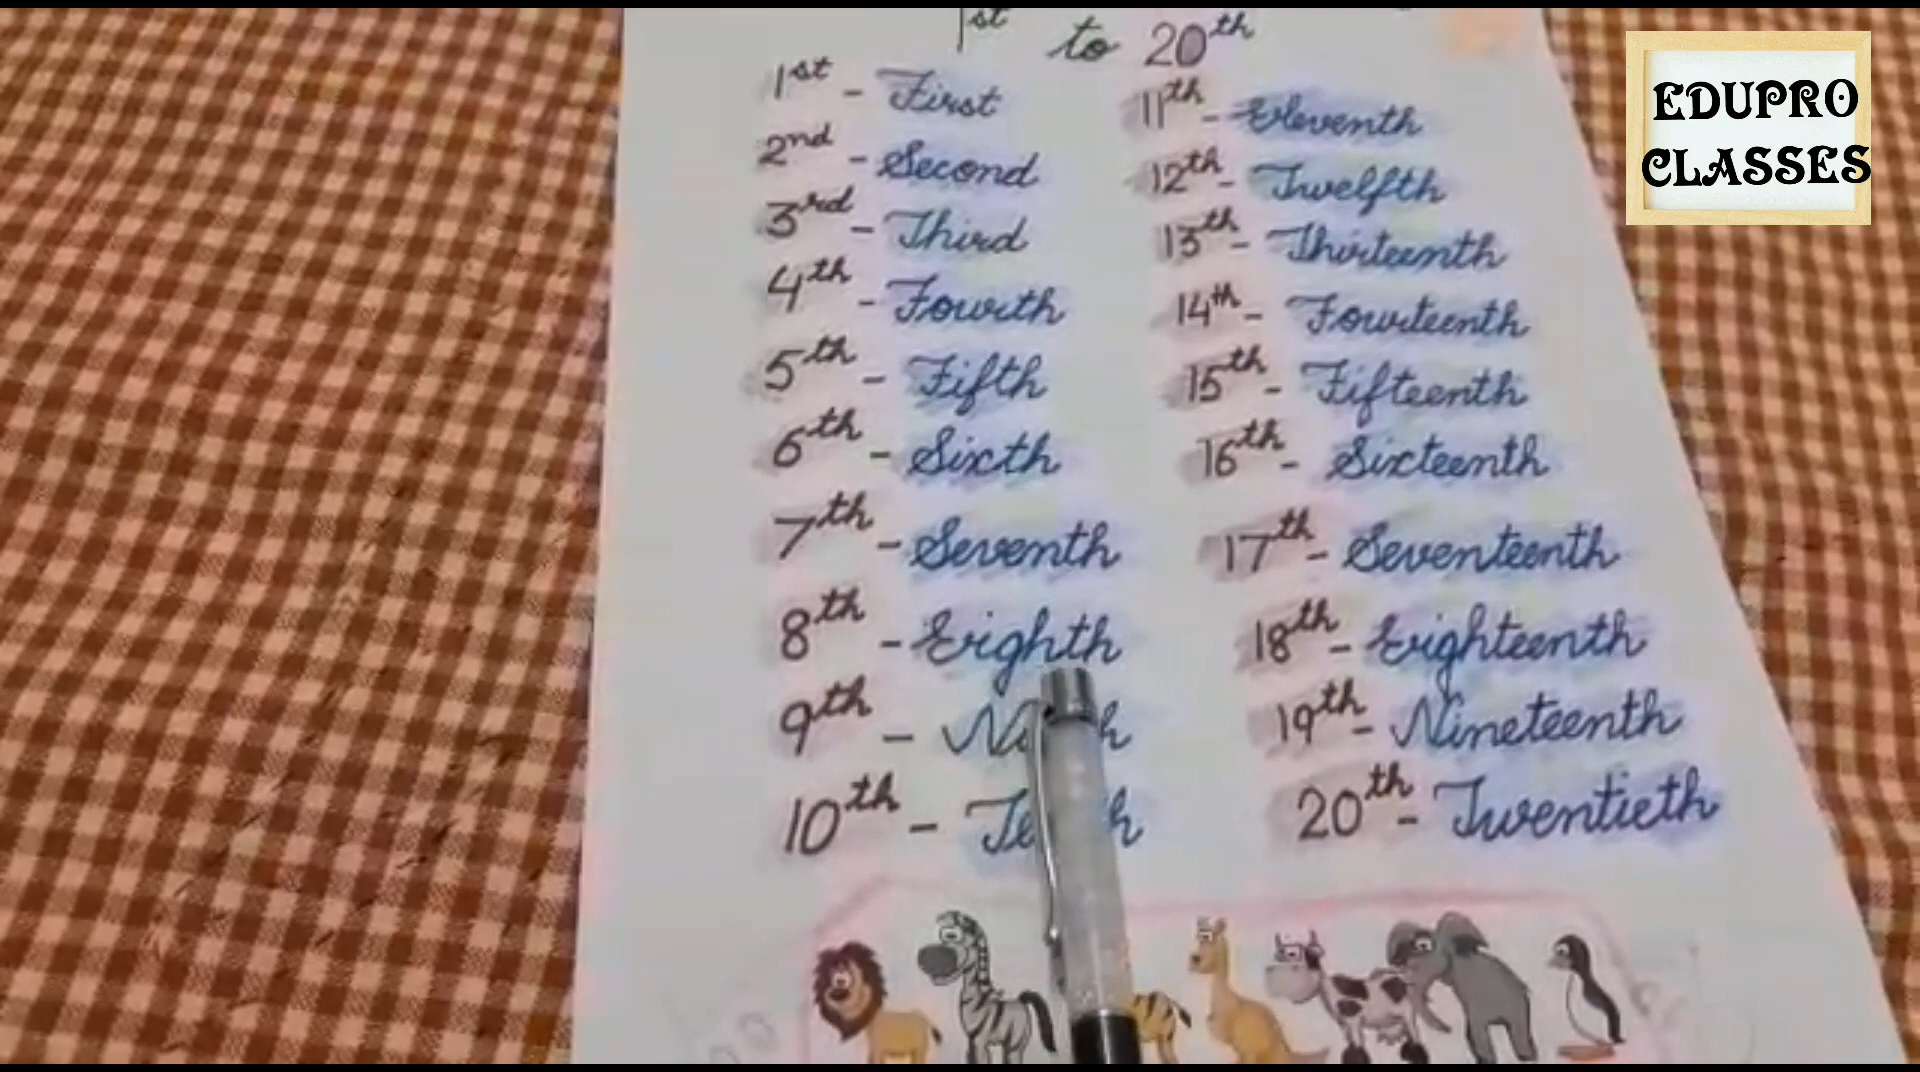 1st to 20th
1st - First
2nd - Second
3rd - Third
4th - Fourth
5th - Fifth
6th - Sixth
7th - Seventh
8th - Eighth
9th -
10th -
11th - Eleventh
12th - Twelfth
13th - Thirteenth
14th - Fourteenth
15th - Fifteenth
16th - Sixteenth
17th - Seventeenth
18th - Eighteenth
19th - Nineteenth
20th - Twentieth
EDUPRO
CLASSES